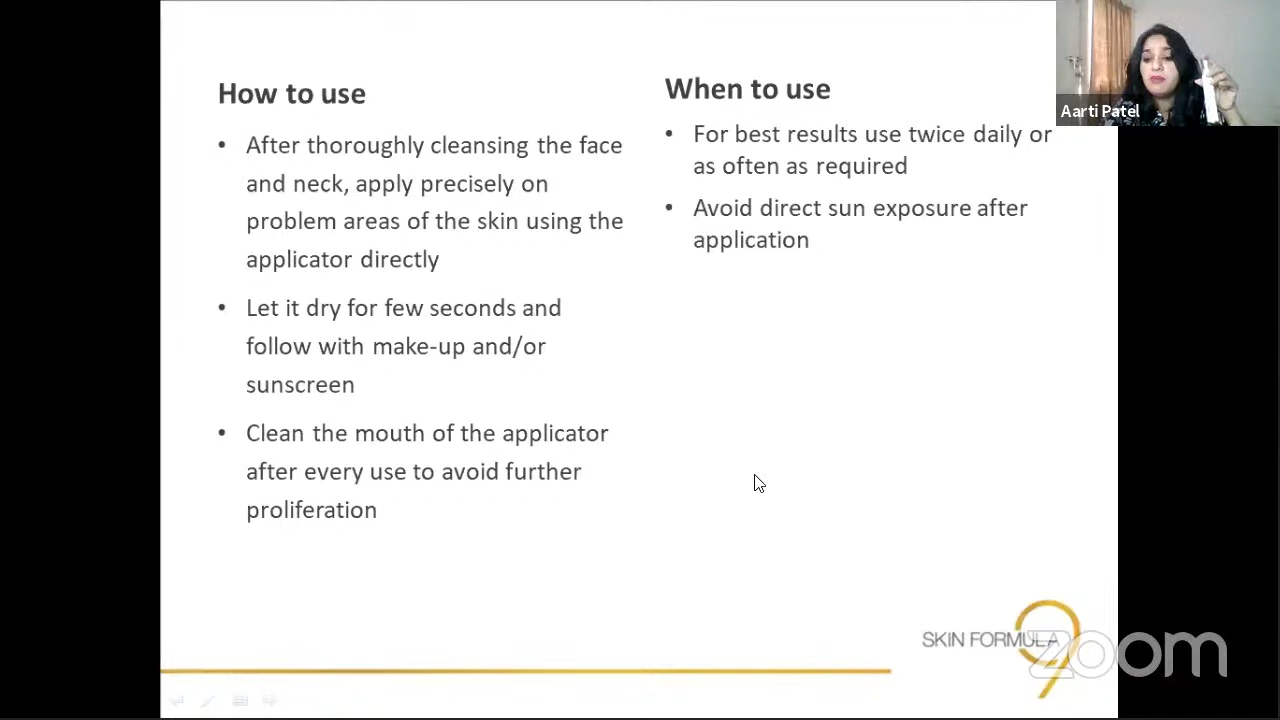 How to use
• After thoroughly cleansing the face
and neck, apply precisely on
problem areas of the skin using the
applicator directly
• Let it dry for few seconds and
follow with make-up and/or
sunscreen
• Clean the mouth of the applicator
after every use to avoid further
proliferation
When to use
• For best results use twice daily or
as often as required
• Avoid direct sun exposure after
application
Aarti Patel
SKIN FORMULA 9
zoom